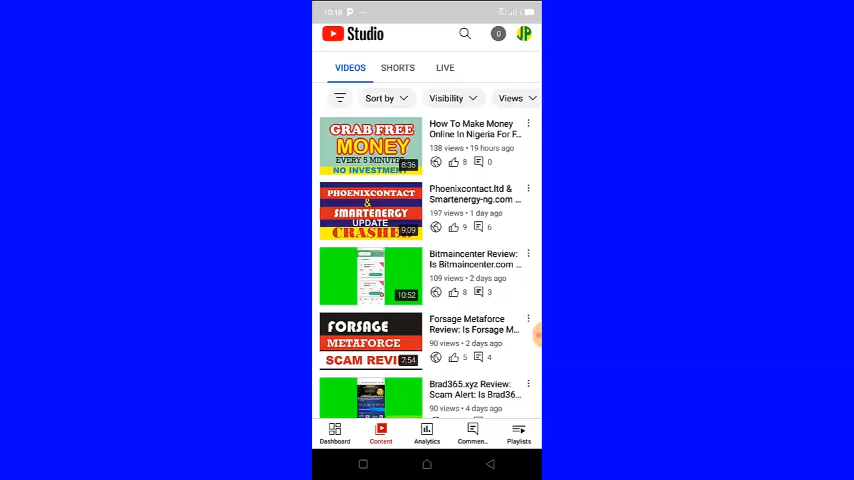 10:18 P ...
Studio
0
JP
VIDEOS SHORTS LIVE
Sort by Visibility Views
GRAB FREE
MONEY
EVERY 5 MINUTES
NO INVESTMENT
8:36
How To Make Money
Online In Nigeria For F...
138 views • 19 hours ago
8 0
PHOENIXCONTACT
&
SMARTENERGY
UPDATE
CRASHE
9:09
Phoenixcontact.ltd &
Smartenergy-ng.com ...
197 views • 1 day ago
9 6
10:52
Bitmaincenter Review:
Is Bitmaincenter.com ...
109 views • 2 days ago
8 3
FORSAGE
METAFORCE
SCAM REVI
7:54
Forsage Metaforce
Review: Is Forsage M...
90 views • 2 days ago
5 4
Brad365.xyz Review:
Scam Alert: Is Brad36...
90 views • 4 days ago
Dashboard Content Analytics Commen... Playlists